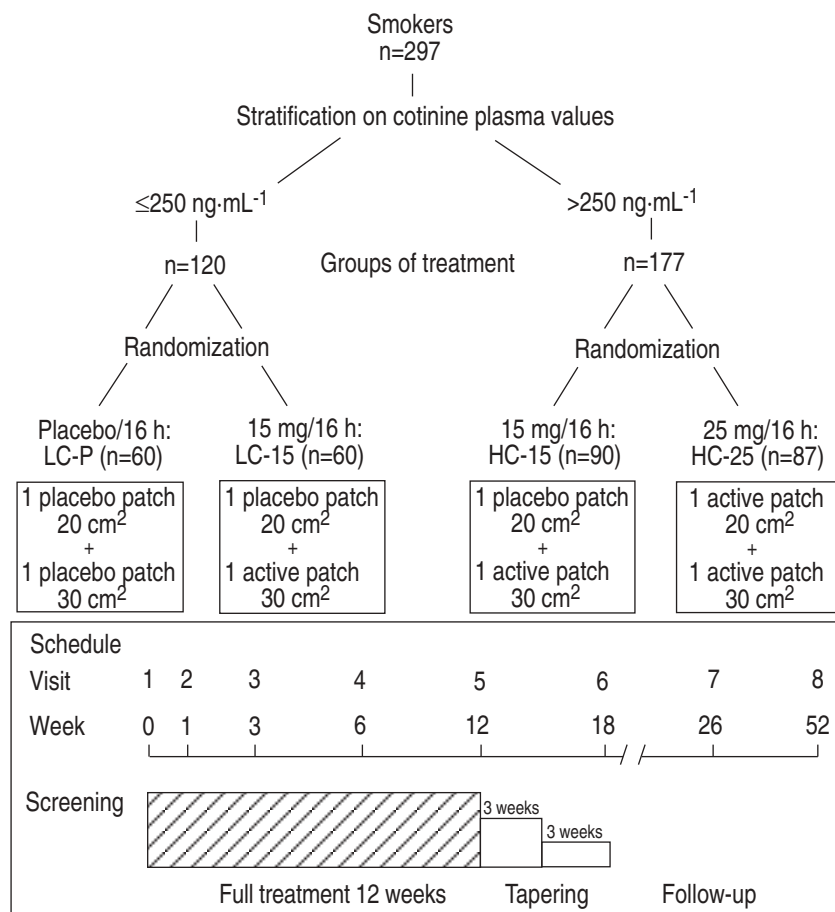 Smokers
n=297
Stratification on cotinine plasma values
≤250 ng·mL-1 >250 ng·mL-1
n=120 Groups of treatment n=177
Randomization Randomization
Placebo/16 h: 15 mg/16 h: 15 mg/16 h: 25 mg/16 h:
LC-P (n=60) LC-15 (n=60) HC-15 (n=90) HC-25 (n=87)
1 placebo patch 1 placebo patch 1 placebo patch 1 active patch
20 cm2 20 cm2 20 cm2 20 cm2
+ + + +
1 placebo patch 1 active patch 1 active patch 1 active patch
30 cm2 30 cm2 30 cm2 30 cm2
Schedule
Visit 1 2 3 4 5 6 7 8
Week 0 1 3 6 12 18 26 52
Screening 3 weeks 3 weeks
Full treatment 12 weeks Tapering Follow-up